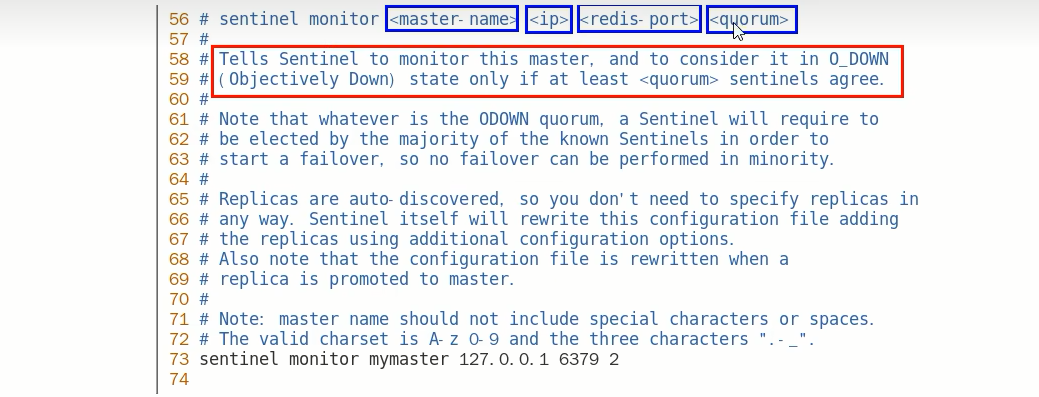 56 # sentinel monitor <master-name> <ip> <redis-port> <quorum>
57 #
58 # Tells Sentinel to monitor this master, and to consider it in O_DOWN
59 # (Objectively Down) state only if at least <quorum> sentinels agree.
60 #
61 # Note that whatever is the ODOWN quorum, a Sentinel will require to
62 # be elected by the majority of the known Sentinels in order to
63 # start a failover, so no failover can be performed in minority.
64 #
65 # Replicas are auto-discovered, so you don't need to specify replicas in
66 # any way. Sentinel itself will rewrite this configuration file adding
67 # the replicas using additional configuration options.
68 # Also note that the configuration file is rewritten when a
69 # replica is promoted to master.
70 #
71 # Note: master name should not include special characters or spaces.
72 # The valid charset is A-z 0-9 and the three characters ".-_".
73 sentinel monitor mymaster 127.0.0.1 6379 2
74